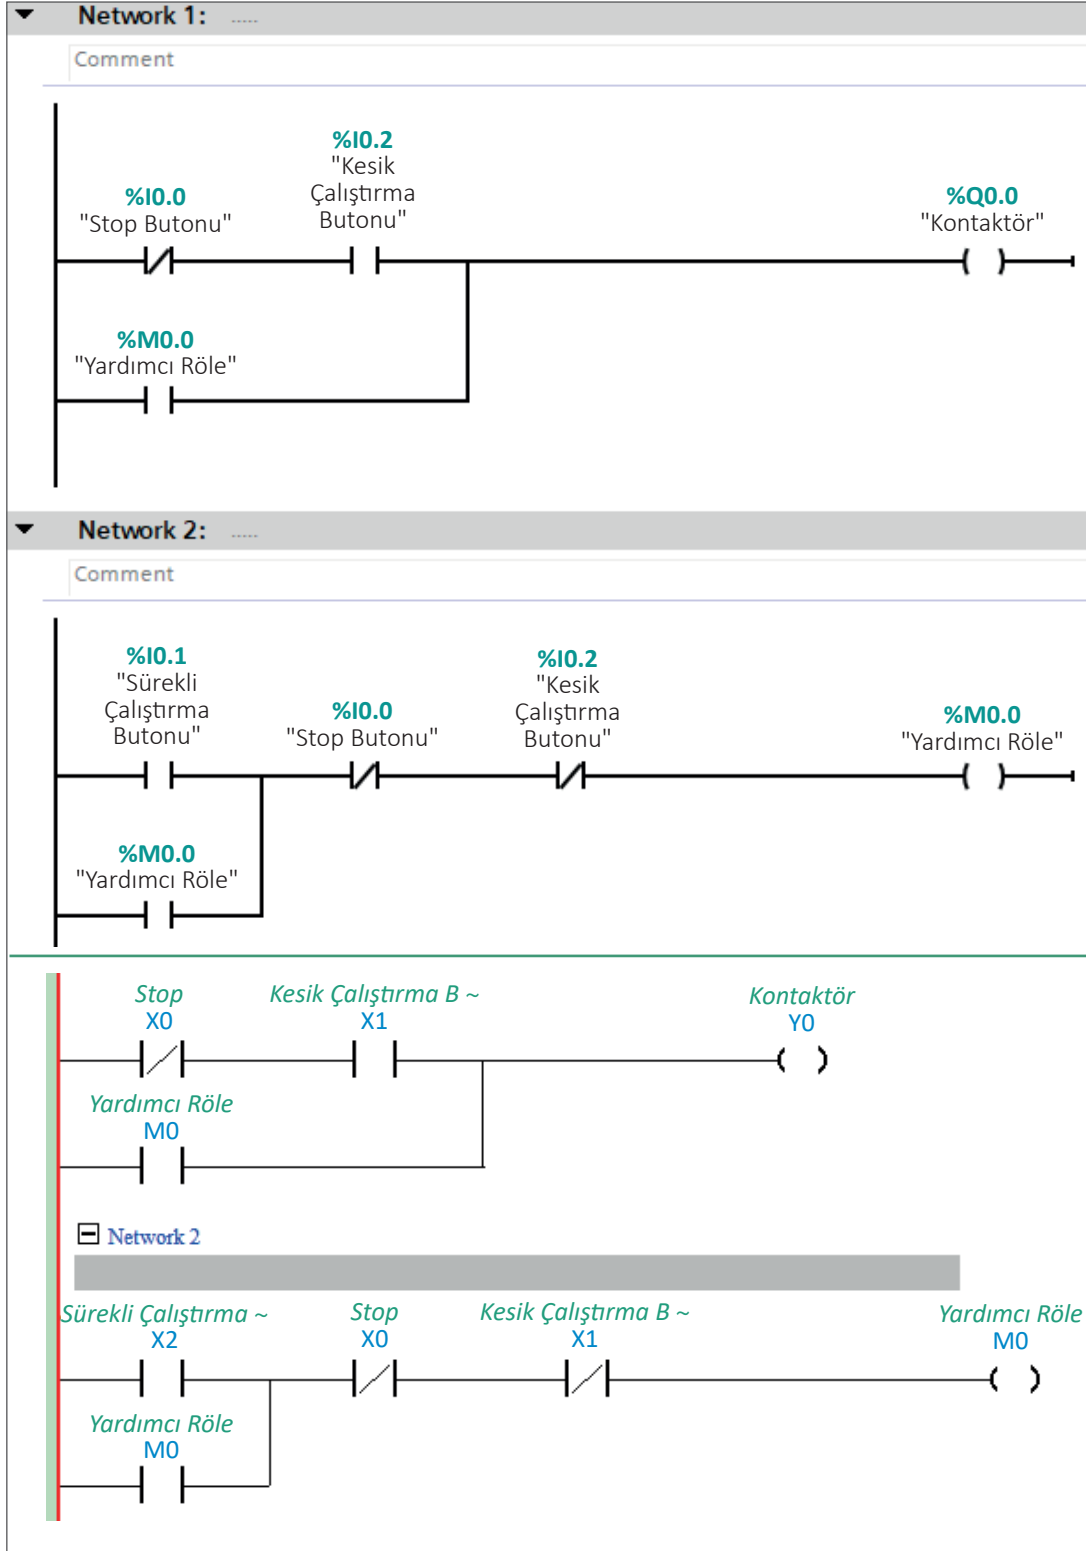 Network 1: .....
Comment
%I0.2
"Kesik
Çalıştırma
Butonu"
%I0.0
"Stop Butonu"
%Q0.0
"Kontaktör"
%M0.0
"Yardımcı Röle"
Network 2: .....
Comment
%I0.1
"Sürekli
Çalıştırma
Butonu"
%I0.0
"Stop Butonu"
%I0.2
"Kesik
Çalıştırma
Butonu"
%M0.0
"Yardımcı Röle"
%M0.0
"Yardımcı Röle"
Stop
X0
Kesik Çalıştırma B ~
X1
Kontaktör
Y0
Yardımcı Röle
M0
Network 2
Sürekli Çalıştırma ~
X2
Stop
X0
Kesik Çalıştırma B ~
X1
Yardımcı Röle
M0
Yardımcı Röle
M0